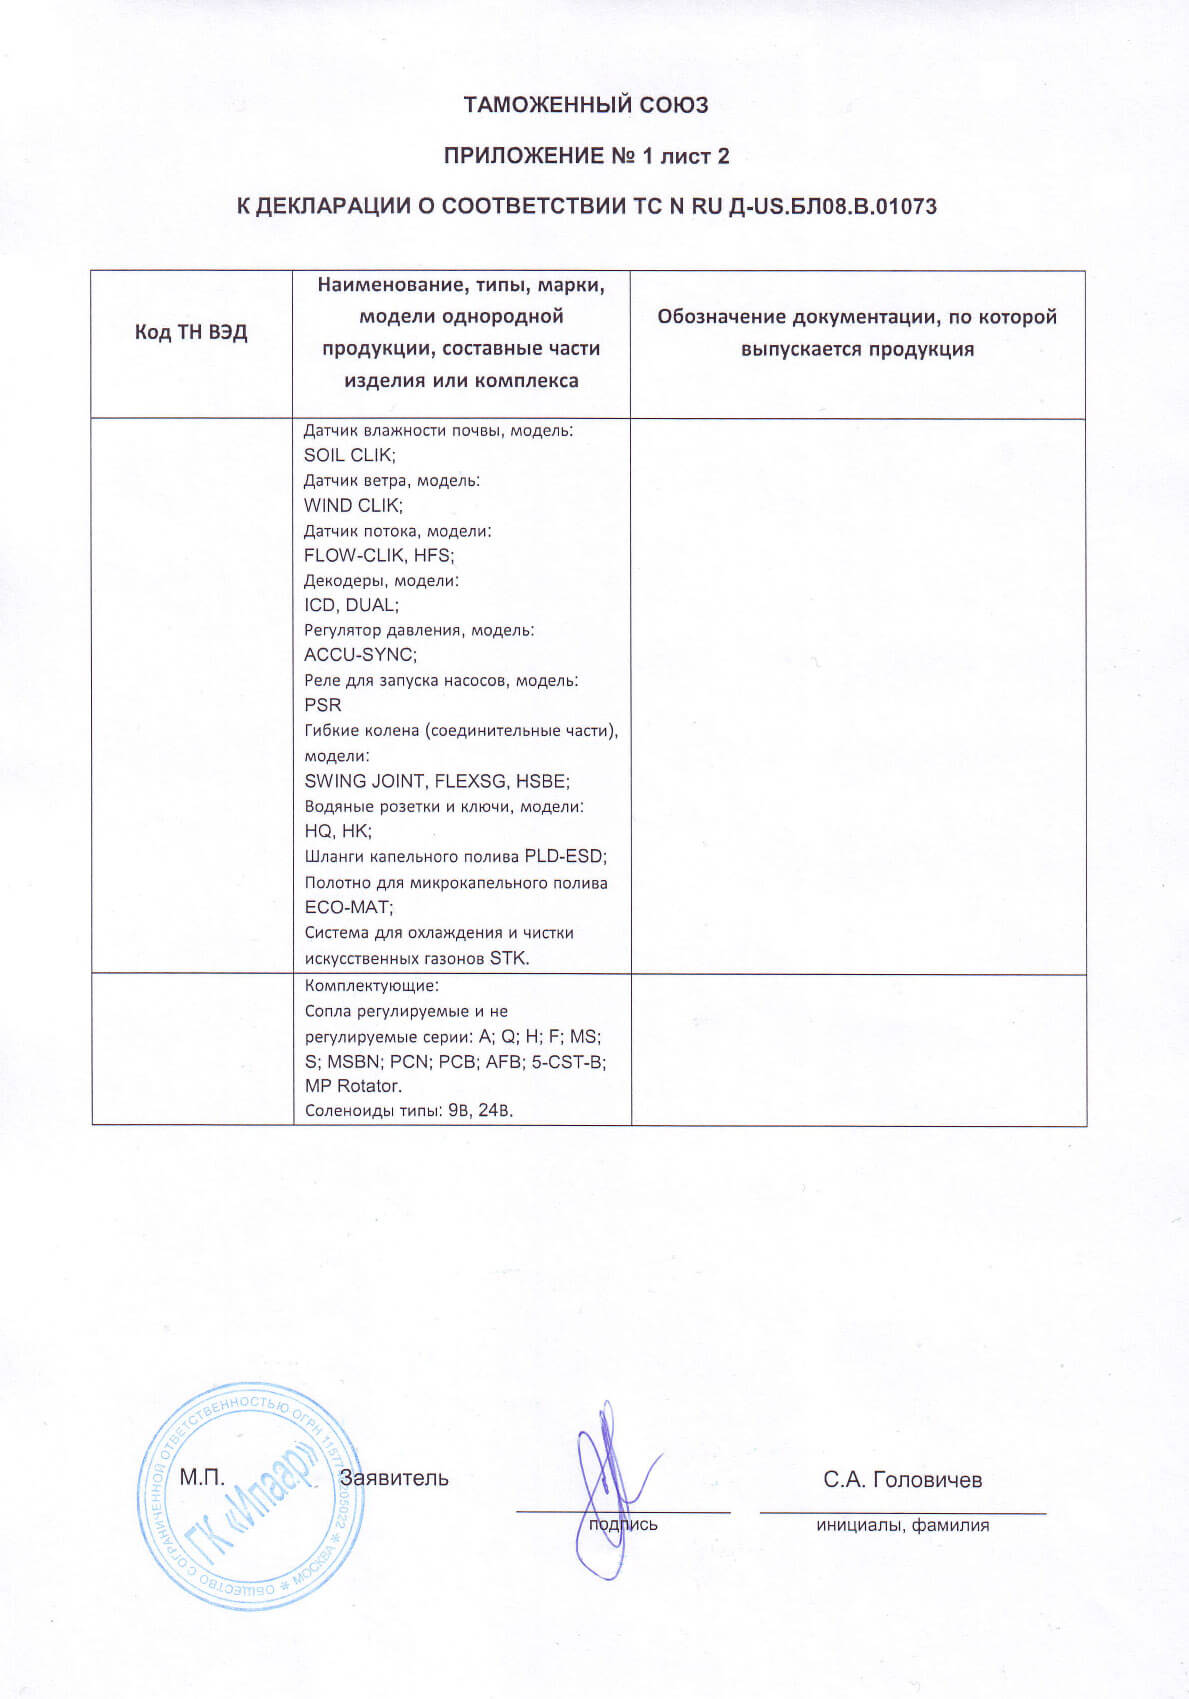 ТАМОЖЕННЫЙ СОЮЗ
ПРИЛОЖЕНИЕ № 1 лист 2
К ДЕКЛАРАЦИИ О СООТВЕТСТВИИ ТС N RU Д-US.БЛ08.В.01073
Код ТН ВЭД
Наименование, типы, марки,
модели однородной
продукции, составные части
изделия или комплекса
Обозначение документации, по которой
выпускается продукция
Датчик влажности почвы, модель:
SOIL CLIK;
Датчик ветра, модель:
WIND CLIK;
Датчик потока, модели:
FLOW-CLIK, HFS;
Декодеры, модели:
ICD, DUAL;
Регулятор давления, модель:
ACCU-SYNC;
Реле для запуска насосов, модель:
PSR
Гибкие колена (соединительные части),
модели:
SWING JOINT, FLEXSG, HSBE;
Водяные розетки и ключи, модели:
HQ, HK;
Шланги капельного полива PLD-ESD;
Полотно для микрокапельного полива
ECO-MAT;
Система для охлаждения и чистки
искусственных газонов STK.
Комплектующие:
Сопла регулируемые и не
регулируемые серии: A; Q; H; F; MS;
S; MSBN; PCN; PCB; AFB; 5-CST-B;
MP Rotator.
Соленоиды типы: 9В, 24В.
М.П.
Заявитель
С.А. Головичев
подпись
инициалы, фамилия
ОБЩЕСТВО С ОГРАНИЧЕННОЙ ОТВЕТСТВЕННОСТЬЮ ОГРН
МОСКВА
ГК «Ипаар»